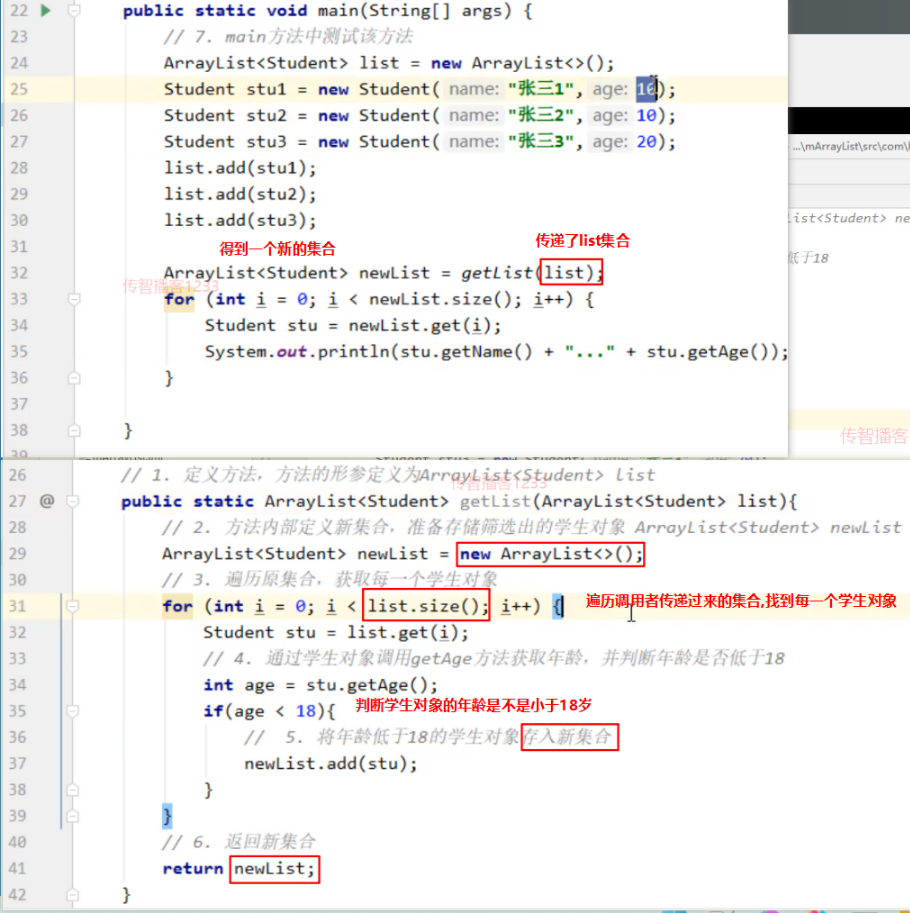 22 public static void main(String[] args) {
23 // 7. main方法中测试该方法
24 ArrayList<Student> list = new ArrayList<>();
25 Student stu1 = new Student( name: "张三1", age: 10);
26 Student stu2 = new Student( name: "张三2", age: 10);
27 Student stu3 = new Student( name: "张三3", age: 20);
28 list.add(stu1);
29 list.add(stu2);
30 list.add(stu3);
31 得到一个新的集合 传递了list集合
32 ArrayList<Student> newList = getList(list);
传智播客1233
33 for (int i = 0; i < newList.size(); i++) {
34 Student stu = newList.get(i);
35 System.out.println(stu.getName() + "..." + stu.getAge());
36 }
37
38 }
39
...\mArrayList\src\com\
ist<Student> ne
低于18
传智播客
26 // 1. 定义方法，方法的形参定义为ArrayList<Student> list
传智播客1233
27 @ public static ArrayList<Student> getList(ArrayList<Student> list){
28 // 2. 方法内部定义新集合，准备存储筛选出的学生对象 ArrayList<Student> newList
29 ArrayList<Student> newList = new ArrayList<>();
30 // 3. 遍历原集合，获取每一个学生对象
31 for (int i = 0; i < list.size(); i++) { 遍历调用者传递过来的集合,找到每一个学生对象
32 Student stu = list.get(i);
33 // 4. 通过学生对象调用getAge方法获取年龄，并判断年龄是否低于18
34 int age = stu.getAge();
35 if(age < 18){ 判断学生对象的年龄是不是小于18岁
36 // 5. 将年龄低于18的学生对象存入新集合
37 newList.add(stu);
38 }
39 }
40 // 6. 返回新集合
41 return newList;
42 }